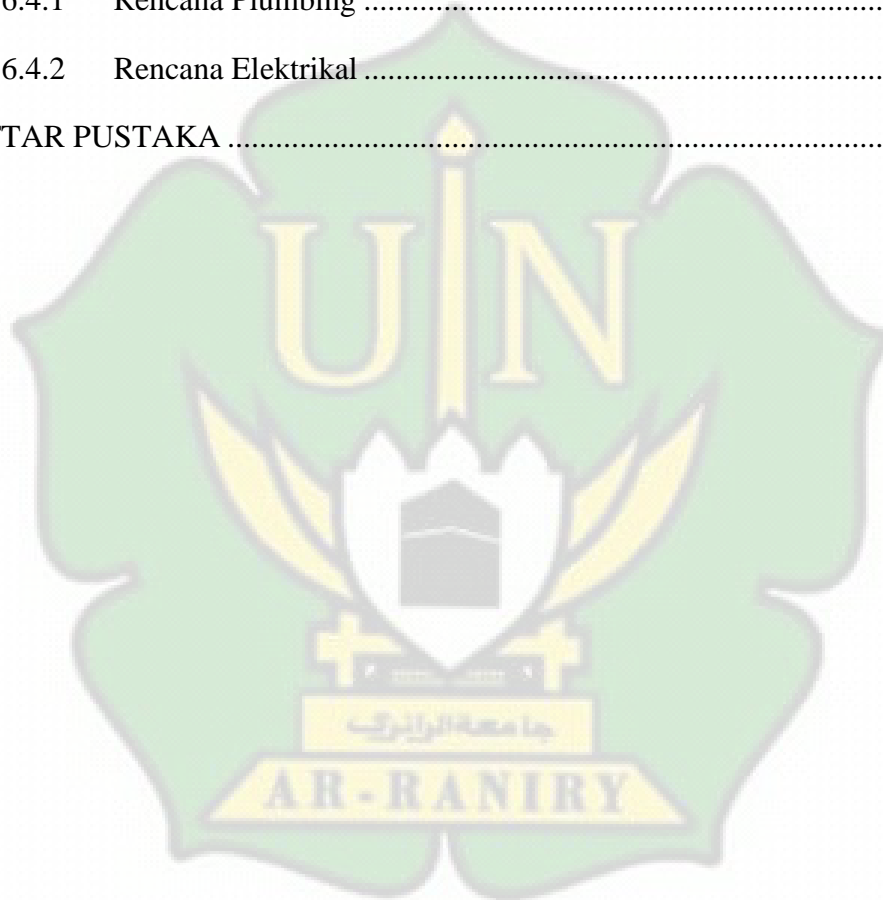 6.4.1 Rencana Plumbing ........................................................................
6.4.2 Rencana Elektrikal ........................................................................
TAR PUSTAKA ........................................................................................
UIN
جامعة الرانري
AR-RANIRY